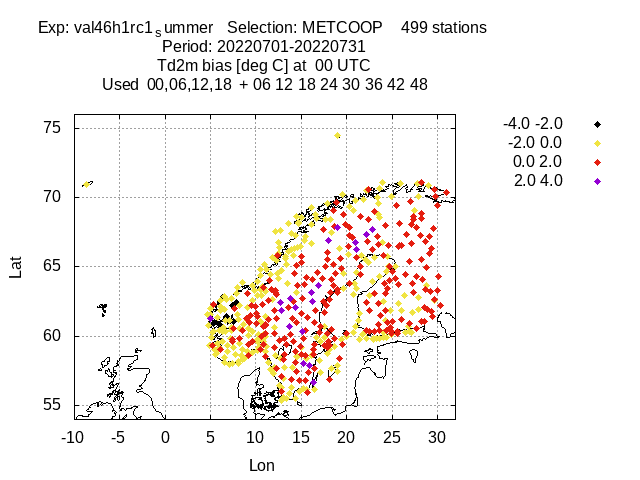 Exp: val46h1rc1summer Selection: METCOOP 499 stations
Period: 20220701-20220731
Td2m bias [deg C] at 00 UTC
Used 00,06,12,18 + 06 12 18 24 30 36 42 48
-4.0 -2.0
-2.0 0.0
0.0 2.0
2.0 4.0
75
70
65
60
55
Lat
-10 -5 0 5 10 15 20 25 30
Lon